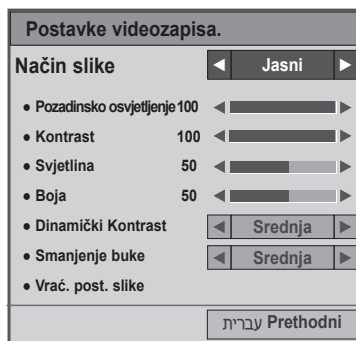 Postavke videozapisa.
Način slike ◄ Jasni ►
● Pozadinsko osvjetljenje 100
● Kontrast 100
● Svjetlina 50
● Boja 50
● Dinamički Kontrast ◄ Srednja ►
● Smanjenje buke ◄ Srednja ►
● Vrać. post. slike
עברית Prethodni